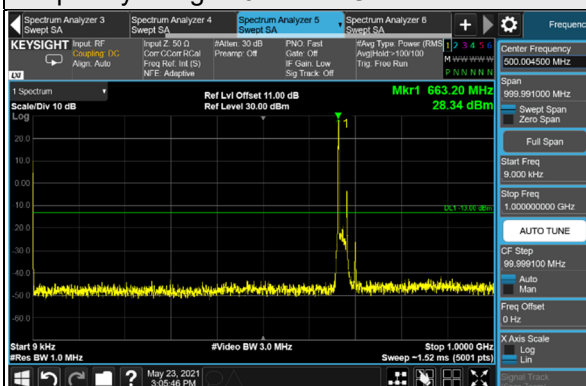 Spectrum Analyzer 3
Swept SA
Spectrum Analyzer 4
Swept SA
Spectrum Analyzer 5
Swept SA
Spectrum Analyzer 6
Swept SA
Frequenc
KEYSIGHT
Input: RF
Coupling: DC
Align: Auto
Input Z: 50 Ω
Corr CCorr RCal
Freq Ref: Int (S)
NFE: Adaptive
#Atten: 30 dB
Preamp: Off
PNO: Fast
Gate: Off
IF Gain: Low
Sig Track: Off
#Avg Type: Power (RMS
Avg|Hold:>100/100
Trig: Free Run
1 2 3 4 5 6
M W W W W W
P N N N N N
LXI
1 Spectrum
Scale/Div 10 dB
Log
Ref Lvl Offset 11.00 dB
Ref Level 30.00 dBm
Mkr1 663.20 MHz
28.34 dBm
1
20.0
10.0
0.00
-10.0
DL1 -13.00 dBm
-20.0
-30.0
-40.0
-50.0
-60.0
Start 9 kHz
#Res BW 1.0 MHz
#Video BW 3.0 MHz
Stop 1.0000 GHz
Sweep ~1.52 ms (5001 pts)
Center Frequency
500.004500 MHz
Span
999.991000 MHz
Swept Span
Zero Span
Full Span
Start Freq
9.000 kHz
Stop Freq
1.000000000 GHz
AUTO TUNE
CF Step
99.999100 MHz
Auto
Man
Freq Offset
0 Hz
X Axis Scale
Log
Lin
Signal Track
May 23, 2021
3:05:46 PM